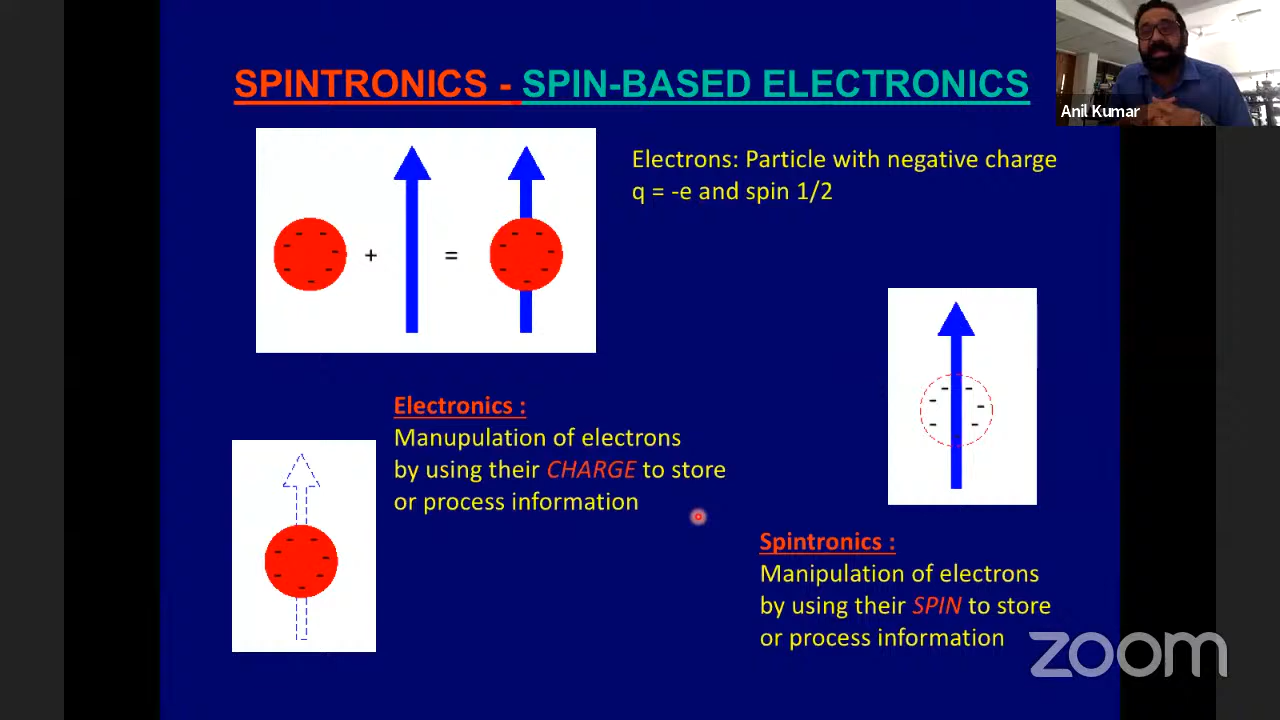 SPINTRONICS - SPIN-BASED ELECTRONICS
Anil Kumar
Electrons: Particle with negative charge
q = -e and spin 1/2
+ =
Electronics :
Manupulation of electrons
by using their CHARGE to store
or process information
Spintronics :
Manipulation of electrons
by using their SPIN to store
or process information
zoom